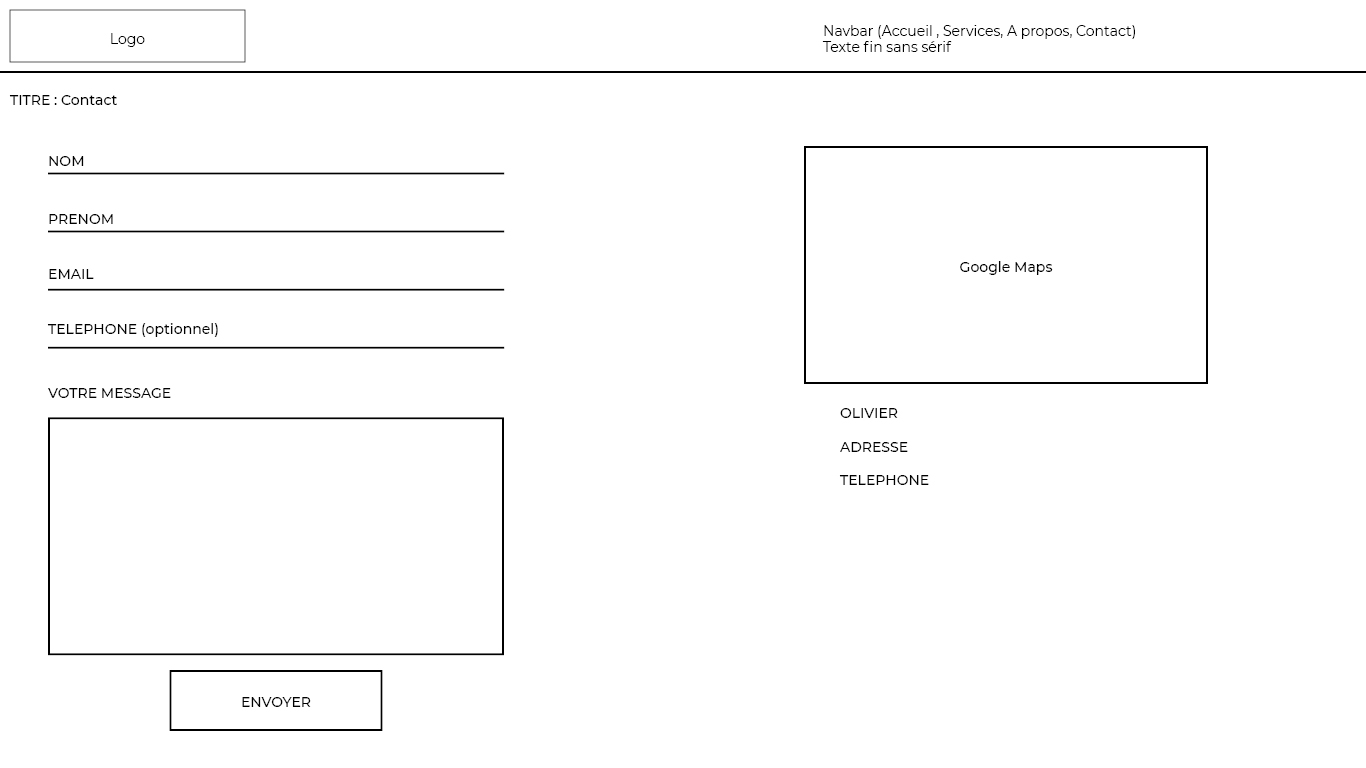 Logo
Navbar (Accueil , Services, A propos, Contact)
Texte fin sans sérif
TITRE : Contact
NOM
PRENOM
EMAIL
TELEPHONE (optionnel)
VOTRE MESSAGE
ENVOYER
Google Maps
OLIVIER
ADRESSE
TELEPHONE